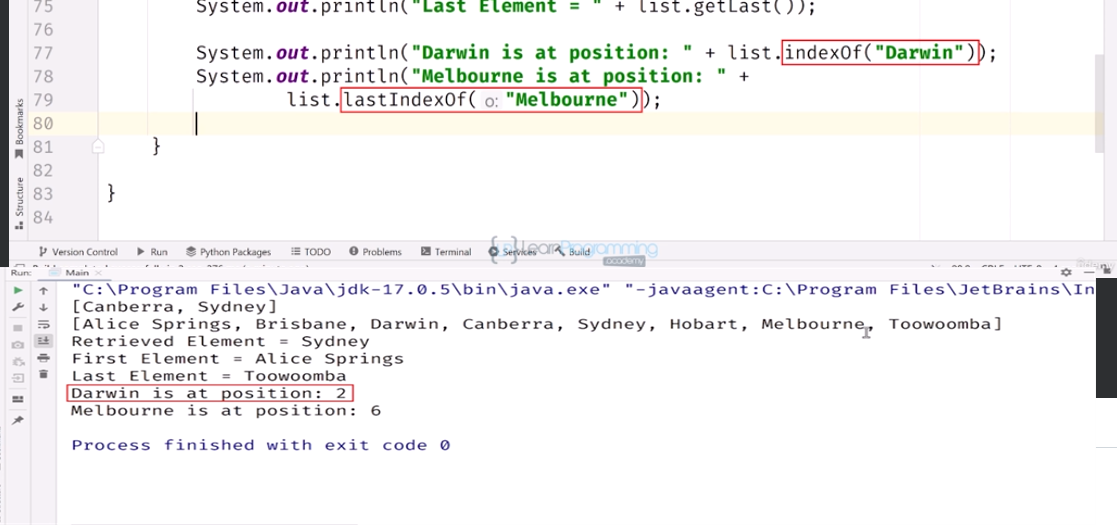 75 System.out.println("Last Element = " + list.getLast());
76
77 System.out.println("Darwin is at position: " + list.indexOf("Darwin"));
78 System.out.println("Melbourne is at position: " +
79 list.lastIndexOf( o: "Melbourne"));
80
81 }
82
83 }
84
Bookmarks
Structure
Version Control Run Python Packages TODO Problems Terminal Services Build
LearnProgramming
academy
Run: Main
"C:\Program Files\Java\jdk-17.0.5\bin\java.exe" "-javaagent:C:\Program Files\JetBrains\In
[Canberra, Sydney]
[Alice Springs, Brisbane, Darwin, Canberra, Sydney, Hobart, Melbourne, Toowoomba]
Retrieved Element = Sydney
First Element = Alice Springs
Last Element = Toowoomba
Darwin is at position: 2
Melbourne is at position: 6
Process finished with exit code 0